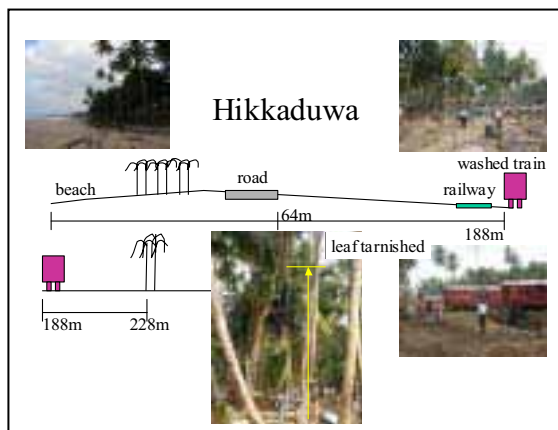 Hikkaduwa
washed train
beach
road
railway
64m
188m
leaf tarnished
188m
228m